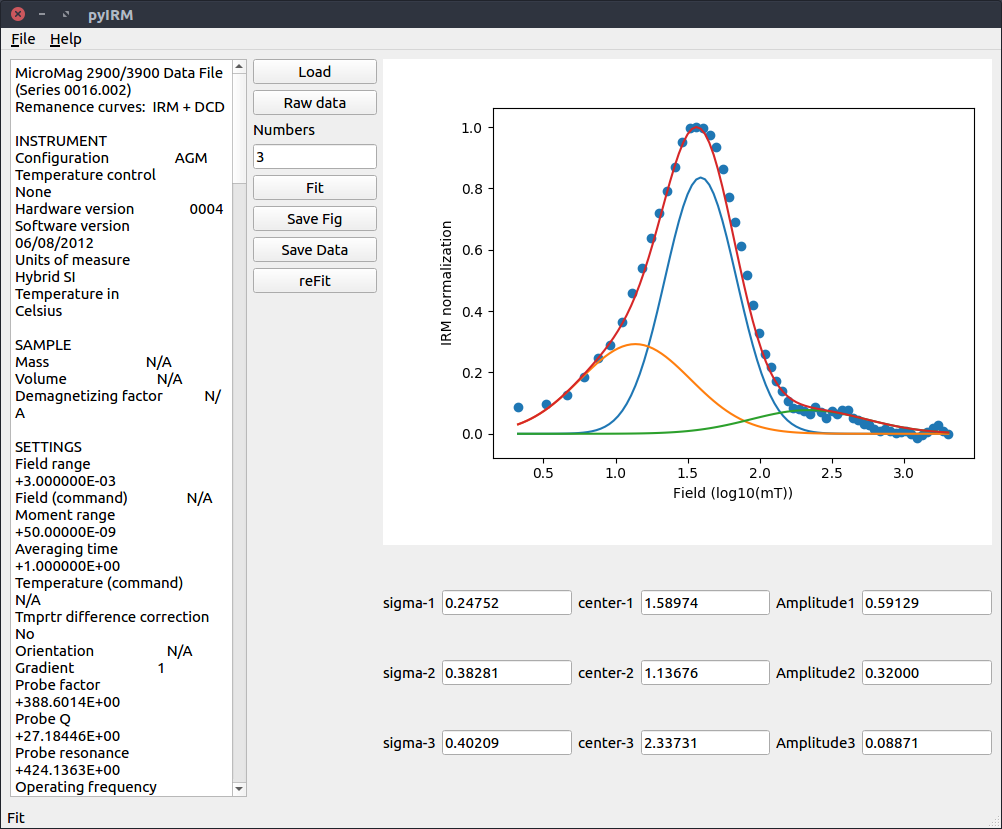 pyIRM
File Help
MicroMag 2900/3900 Data File
(Series 0016.002)
Remanence curves: IRM + DCD
INSTRUMENT
Configuration AGM
Temperature control
None
Hardware version 0004
Software version
06/08/2012
Units of measure
Hybrid SI
Temperature in
Celsius
SAMPLE
Mass N/A
Volume N/A
Demagnetizing factor N/
A
SETTINGS
Field range
+3.000000E-03
Field (command) N/A
Moment range
+50.00000E-09
Averaging time
+1.000000E+00
Temperature (command)
N/A
Tmprtr difference correction
No
Orientation N/A
Gradient 1
Probe factor
+388.6014E+00
Probe Q
+27.18446E+00
Probe resonance
+424.1363E+00
Operating frequency
Load
Raw data
Numbers
3
Fit
Save Fig
Save Data
reFit
IRM normalization
1.0
0.8
0.6
0.4
0.2
0.0
0.5 1.0 1.5 2.0 2.5 3.0
Field (log10(mT))
sigma-1 0.24752 center-1 1.58974 Amplitude1 0.59129
sigma-2 0.38281 center-2 1.13676 Amplitude2 0.32000
sigma-3 0.40209 center-3 2.33731 Amplitude3 0.08871
Fit